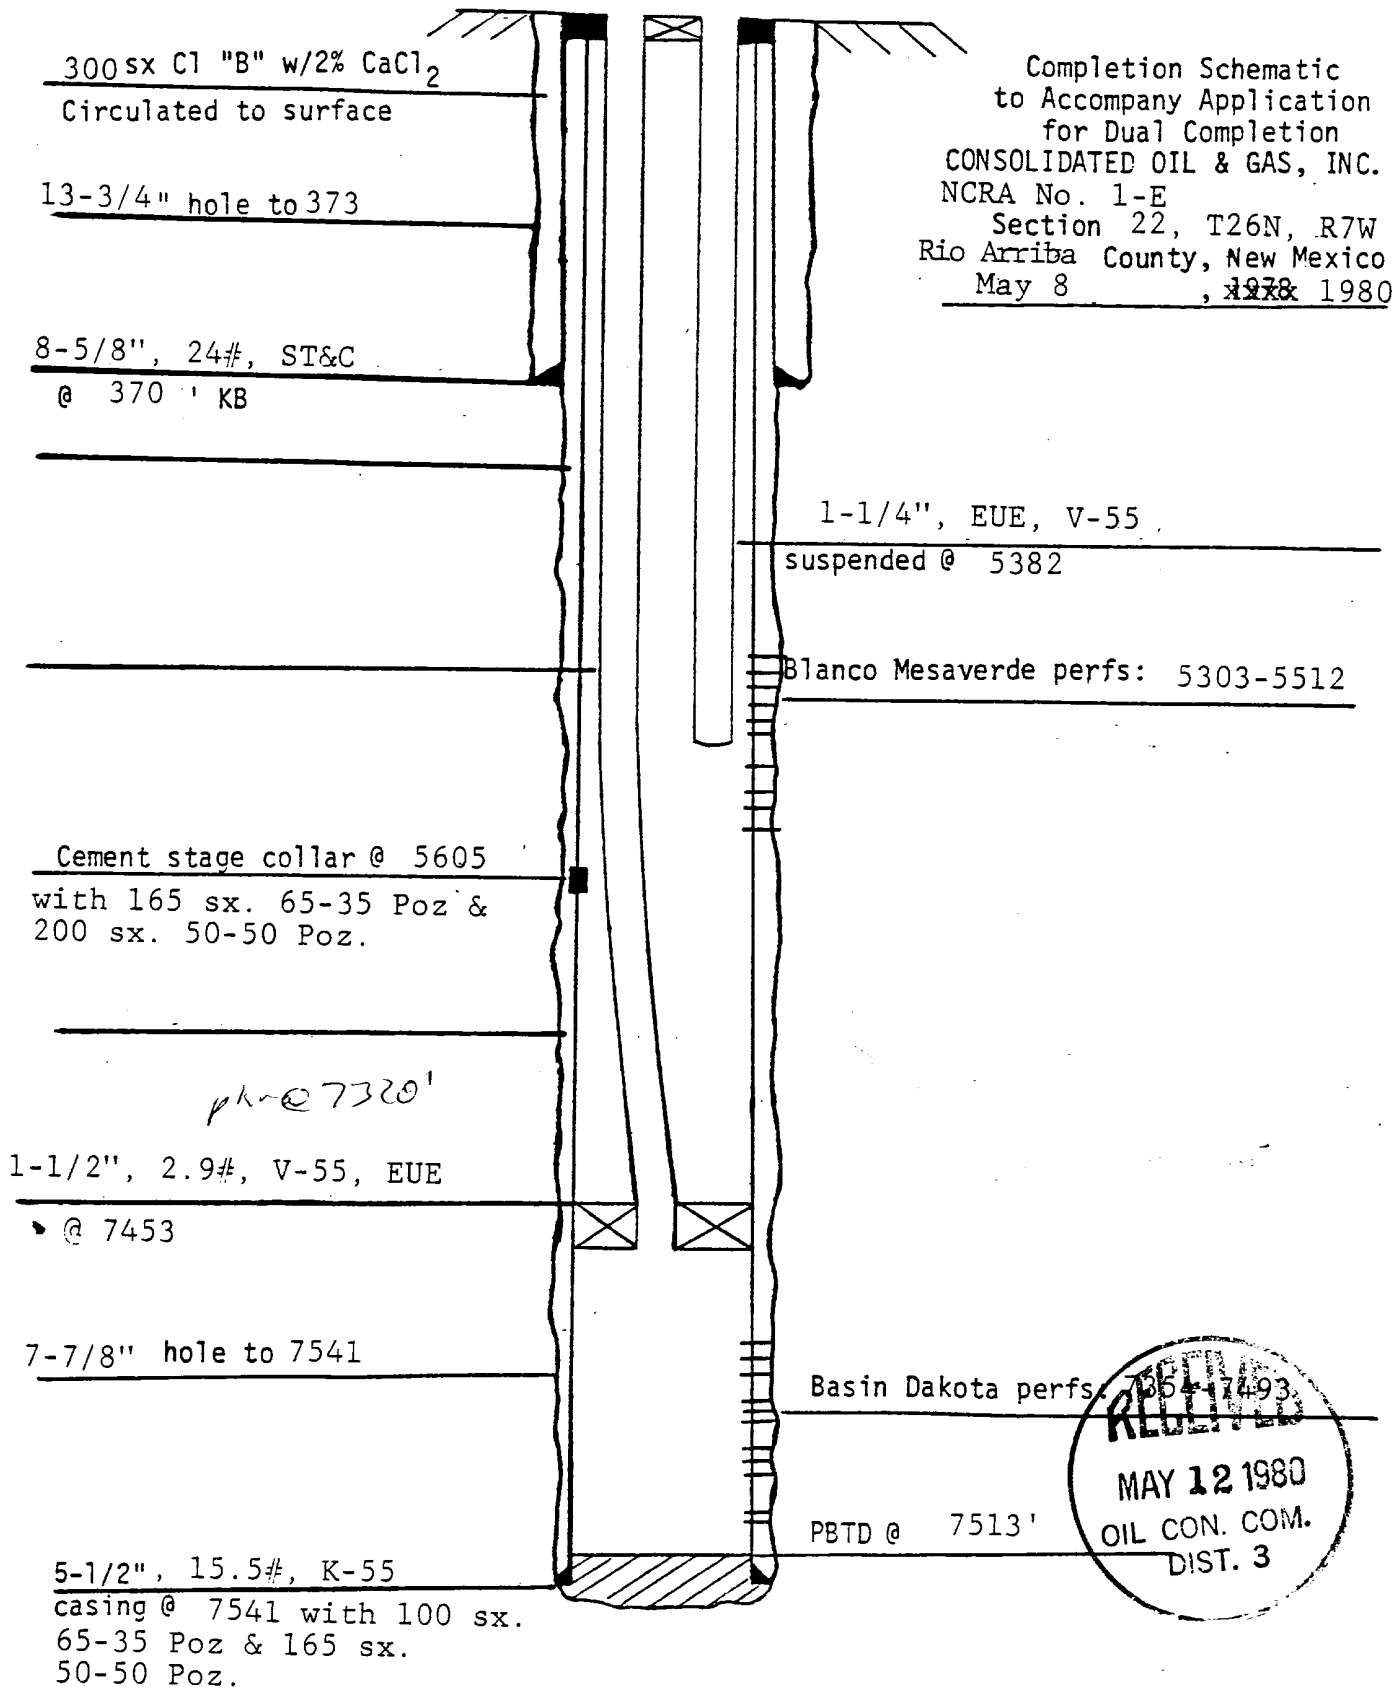 300 sx Cl "B" w/2% CaCl2
Circulated to surface
13-3/4" hole to 373
8-5/8", 24#, ST&C
@ 370 ' KB
Cement stage collar @ 5605
with 165 sx. 65-35 Poz &
200 sx. 50-50 Poz.
pkr@7320'
1-1/2", 2.9#, V-55, EUE
@ 7453
7-7/8" hole to 7541
5-1/2", 15.5#, K-55
casing @ 7541 with 100 sx.
65-35 Poz & 165 sx.
50-50 Poz.
Completion Schematic
to Accompany Application
for Dual Completion
CONSOLIDATED OIL & GAS, INC.
NCRA No. 1-E
Section 22, T26N, R7W
Rio Arriba County, New Mexico
May 8 , 1978 1980
1-1/4", EUE, V-55
suspended @ 5382
Blanco Mesaverde perfs: 5303-5512
Basin Dakota perfs: 7354-7493
PBTD @ 7513'
RECEIVED
MAY 12 1980
OIL CON. COM.
DIST. 3